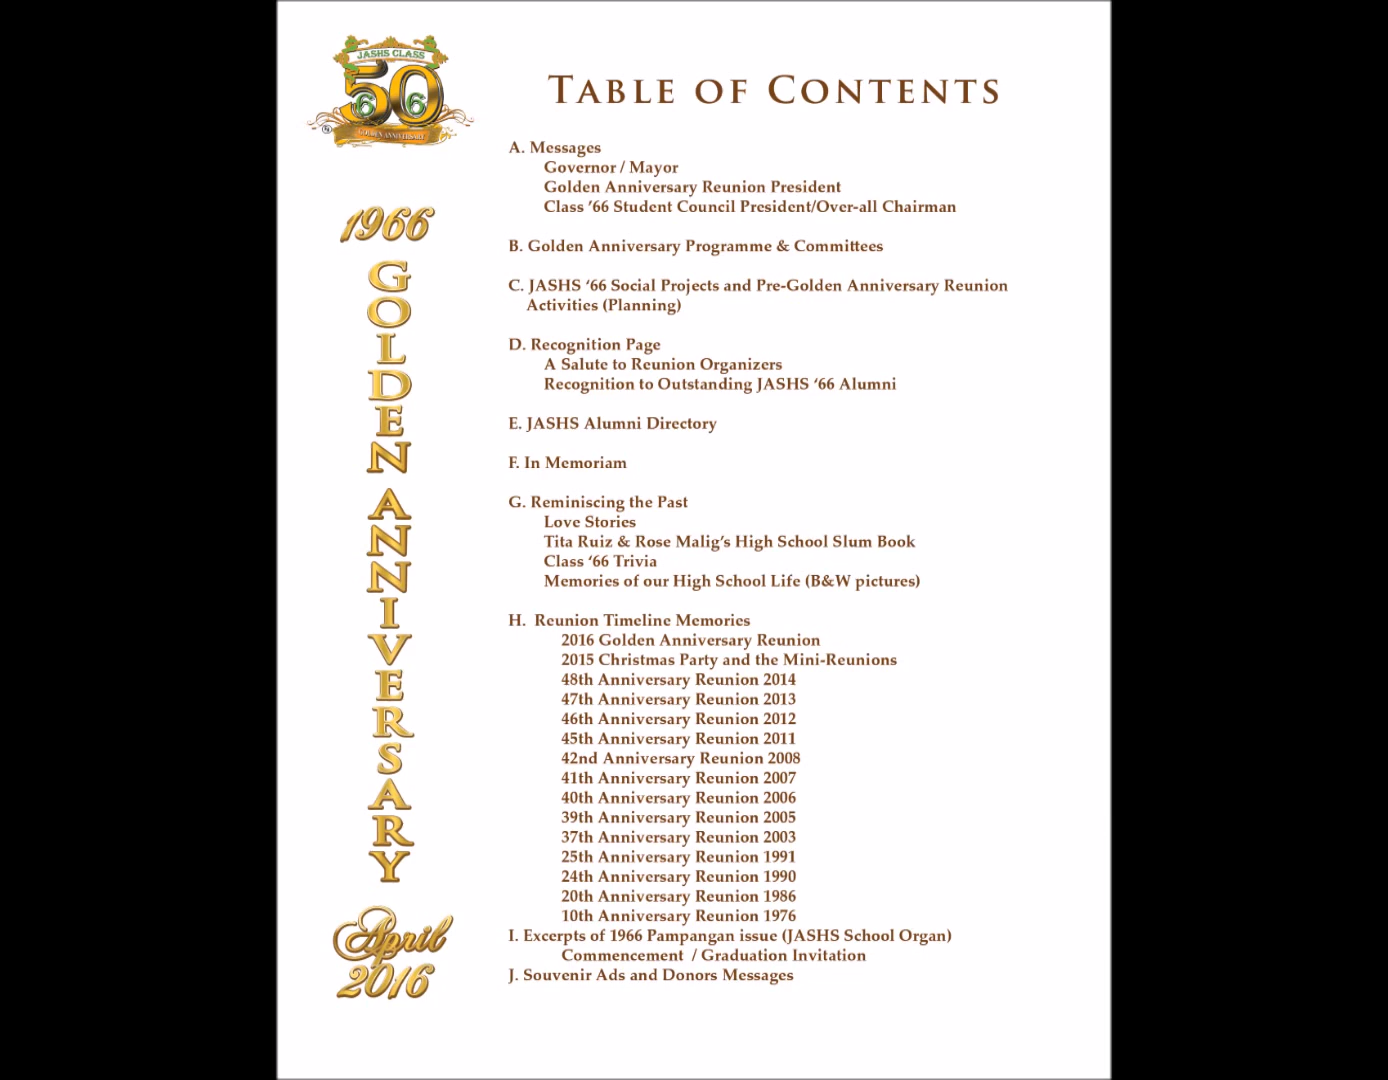 JASHS CLASS
50
6 6
GOLDEN ANNIVERSARY
TABLE OF CONTENTS
1966
GOLDEN
ANNIVERSARY
April
2016
A. Messages
Governor / Mayor
Golden Anniversary Reunion President
Class ’66 Student Council President/Over-all Chairman
B. Golden Anniversary Programme & Committees
C. JASHS ‘66 Social Projects and Pre-Golden Anniversary Reunion
Activities (Planning)
D. Recognition Page
A Salute to Reunion Organizers
Recognition to Outstanding JASHS ‘66 Alumni
E. JASHS Alumni Directory
F. In Memoriam
G. Reminiscing the Past
Love Stories
Tita Ruiz & Rose Malig’s High School Slum Book
Class ‘66 Trivia
Memories of our High School Life (B&W pictures)
H. Reunion Timeline Memories
2016 Golden Anniversary Reunion
2015 Christmas Party and the Mini-Reunions
48th Anniversary Reunion 2014
47th Anniversary Reunion 2013
46th Anniversary Reunion 2012
45th Anniversary Reunion 2011
42nd Anniversary Reunion 2008
41th Anniversary Reunion 2007
40th Anniversary Reunion 2006
39th Anniversary Reunion 2005
37th Anniversary Reunion 2003
25th Anniversary Reunion 1991
24th Anniversary Reunion 1990
20th Anniversary Reunion 1986
10th Anniversary Reunion 1976
I. Excerpts of 1966 Pampangan issue (JASHS School Organ)
Commencement / Graduation Invitation
J. Souvenir Ads and Donors Messages